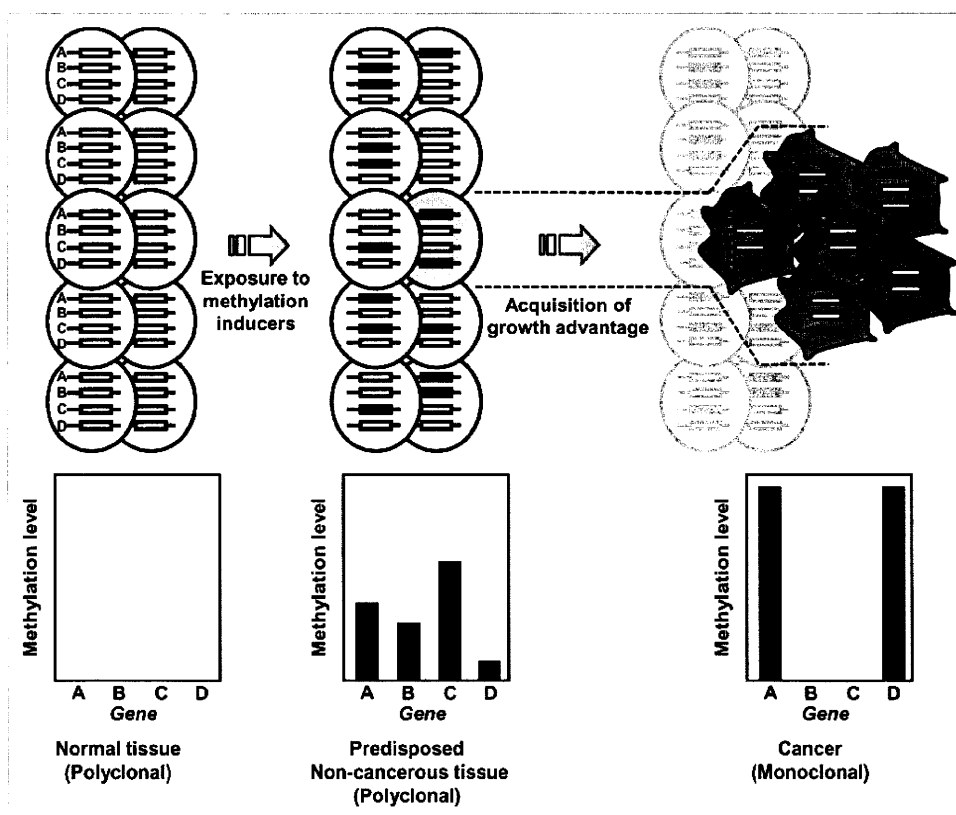 A
B
C
D
A
B
C
D
A
B
C
D
A
B
C
D
A
B
C
D
Exposure to
methylation
inducers
Acquisition of
growth advantage
Methylation level
A B C D
Gene
Normal tissue
(Polyclonal)
Methylation level
A B C D
Gene
Predisposed
Non-cancerous tissue
(Polyclonal)
Methylation level
A B C D
Gene
Cancer
(Monoclonal)